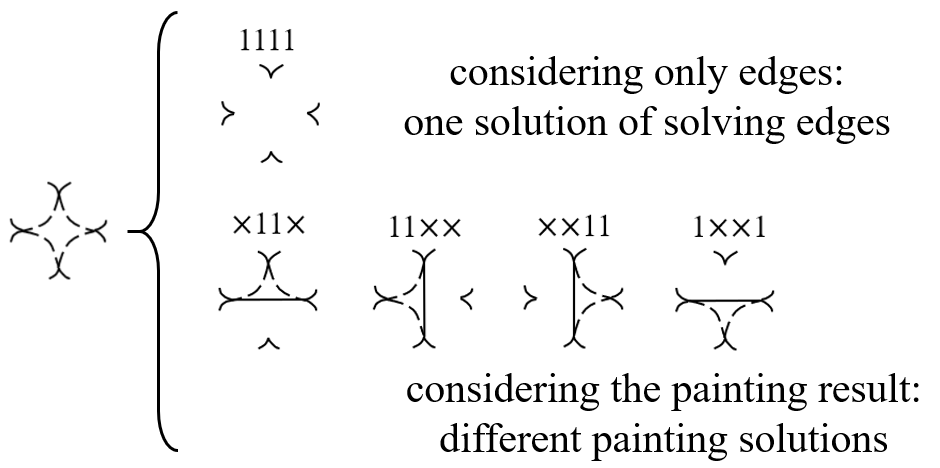 1111
considering only edges:
one solution of solving edges
×11× 11×× ××11 1××1
considering the painting result:
different painting solutions